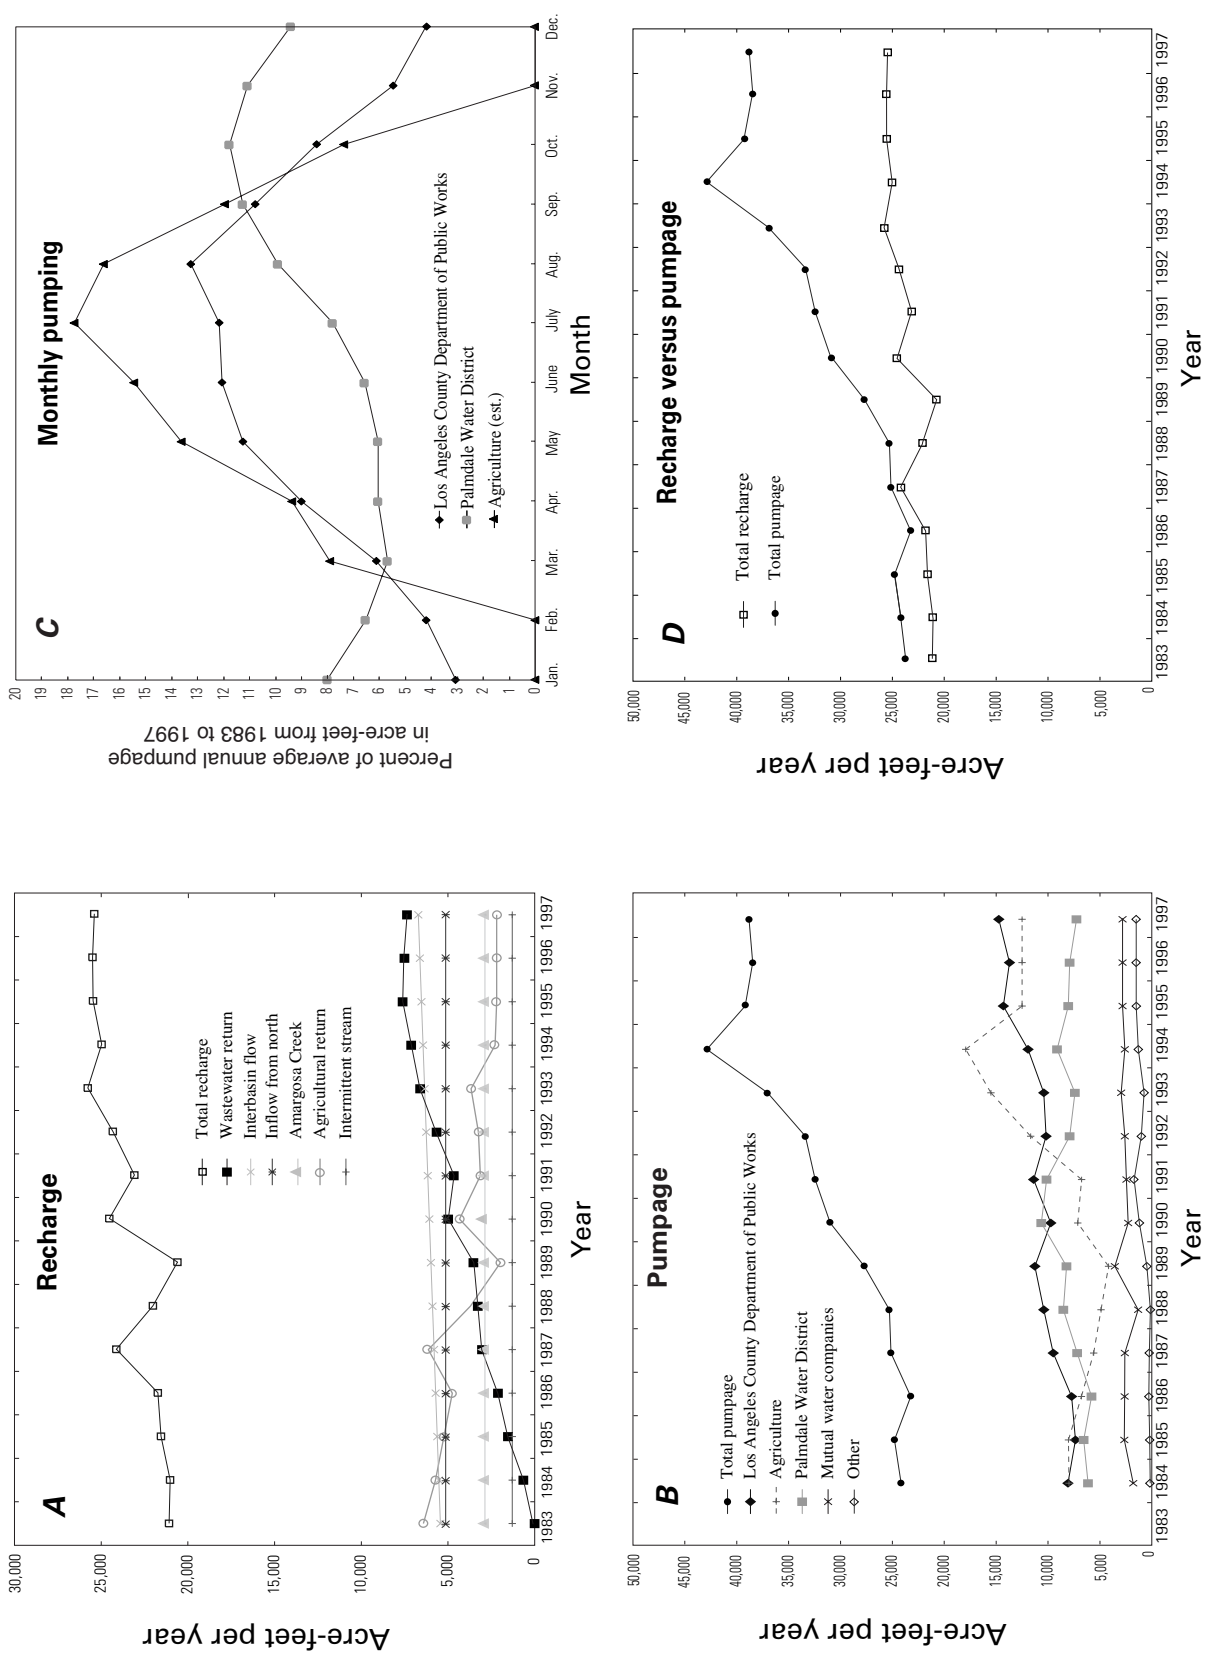 A
Recharge
Acre-feet per year
30,000
25,000
20,000
15,000
10,000
5,000
0
Total recharge
Wastewater return
Interbasin flow
Inflow from north
Amargosa Creek
Agricultural return
Intermittent stream
1983 1984 1985 1986 1987 1988 1989 1990 1991 1992 1993 1994 1995 1996 1997
Year
C
Monthly pumping
Percent of average annual pumpage
in acre-feet from 1983 to 1997
20
19
18
17
16
15
14
13
12
11
10
9
8
7
6
5
4
3
2
1
0
Los Angeles County Department of Public Works
Palmdale Water District
Agriculture (est.)
Jan. Feb. Mar. Apr. May June July Aug. Sep. Oct. Nov. Dec.
Month
B
Pumpage
Acre-feet per year
50,000
45,000
40,000
35,000
30,000
25,000
20,000
15,000
10,000
5,000
0
Total pumpage
Los Angeles County Department of Public Works
Agriculture
Palmdale Water District
Mutual water companies
Other
1983 1984 1985 1986 1987 1988 1989 1990 1991 1992 1993 1994 1995 1996 1997
Year
D
Recharge versus pumpage
Acre-feet per year
50,000
45,000
40,000
35,000
30,000
25,000
20,000
15,000
10,000
5,000
0
Total recharge
Total pumpage
1983 1984 1985 1986 1987 1988 1989 1990 1991 1992 1993 1994 1995 1996 1997
Year